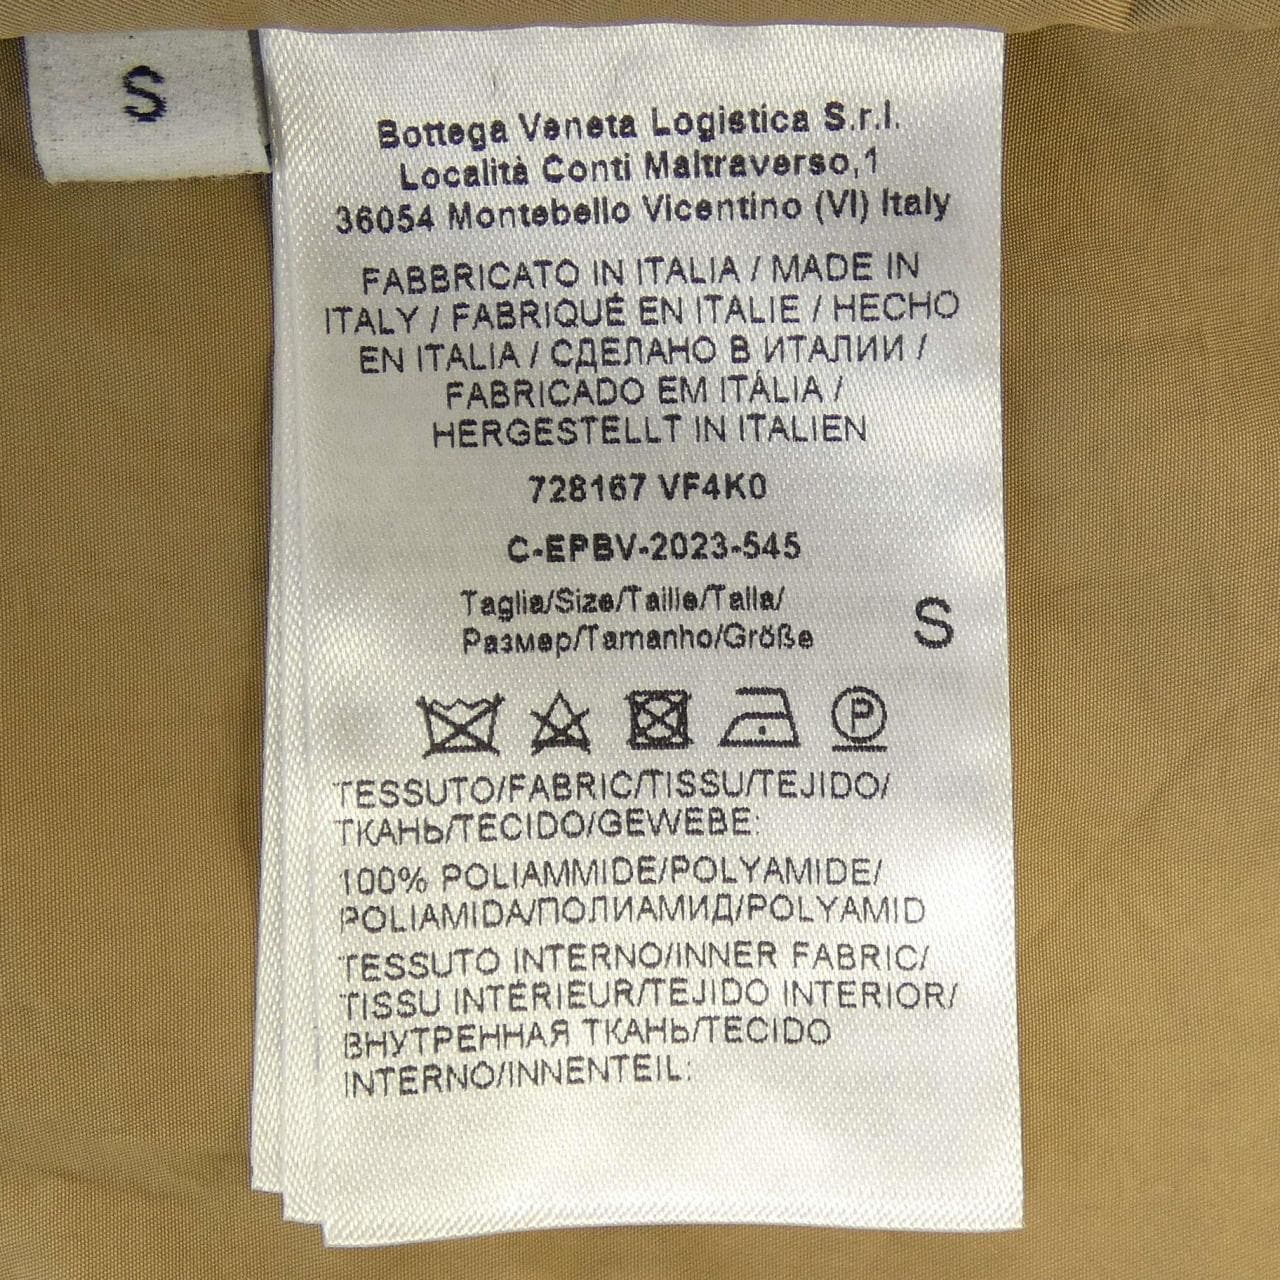 S
Bottega Veneta Logistica S.r.l.
Località Conti Maltraverso,1
36054 Montebello Vicentino (VI) Italy
FABBRICATO IN ITALIA / MADE IN
ITALY / FABRIQUÉ EN ITALIE / HECHO
EN ITALIA / СДЕЛАНО В ИТАЛИИ /
FABRICADO EM ITÁLIA /
HERGESTELLT IN ITALIEN
728167 VF4K0
C-EPBV-2023-545
Taglia/Size/Taille/Talla/
Размер/Tamanho/Größe
S
P
TESSUTO/FABRIC/TISSU/TEJIDO/
ТКАНЬ/TECIDO/GEWEBE:
100% POLIAMMIDE/POLYAMIDE/
POLIAMIDA/ПОЛИАМИД/POLYAMID
TESSUTO INTERNO/INNER FABRIC/
TISSU INTÉRIEUR/TEJIDO INTERIOR/
ВНУТРЕННАЯ ТКАНЬ/TECIDO
INTERNO/INNENTEIL: